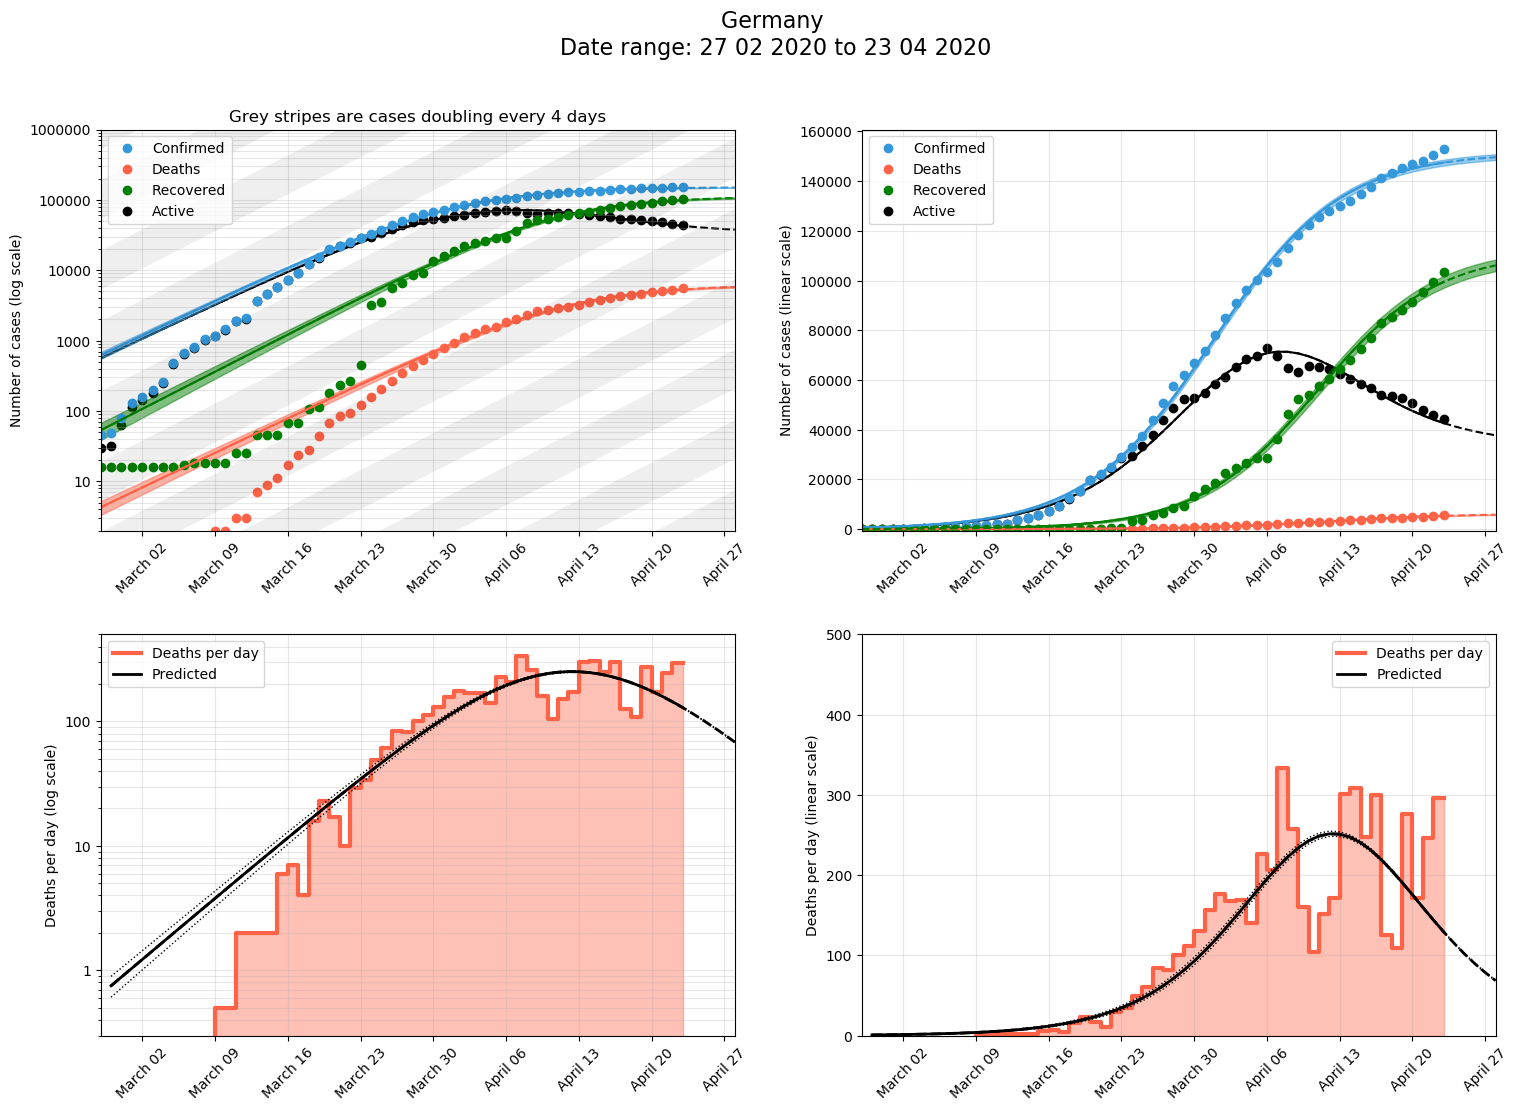 Germany
Date range: 27 02 2020 to 23 04 2020
Grey stripes are cases doubling every 4 days
Number of cases (log scale)
1000000
100000
10000
1000
100
10
Confirmed
Deaths
Recovered
Active
March 02
March 09
March 16
March 23
March 30
April 06
April 13
April 20
April 27
Number of cases (linear scale)
160000
140000
120000
100000
80000
60000
40000
20000
0
Confirmed
Deaths
Recovered
Active
March 02
March 09
March 16
March 23
March 30
April 06
April 13
April 20
April 27
Deaths per day (log scale)
100
10
1
Deaths per day
Predicted
March 02
March 09
March 16
March 23
March 30
April 06
April 13
April 20
April 27
Deaths per day (linear scale)
500
400
300
200
100
0
Deaths per day
Predicted
March 02
March 09
March 16
March 23
March 30
April 06
April 13
April 20
April 27